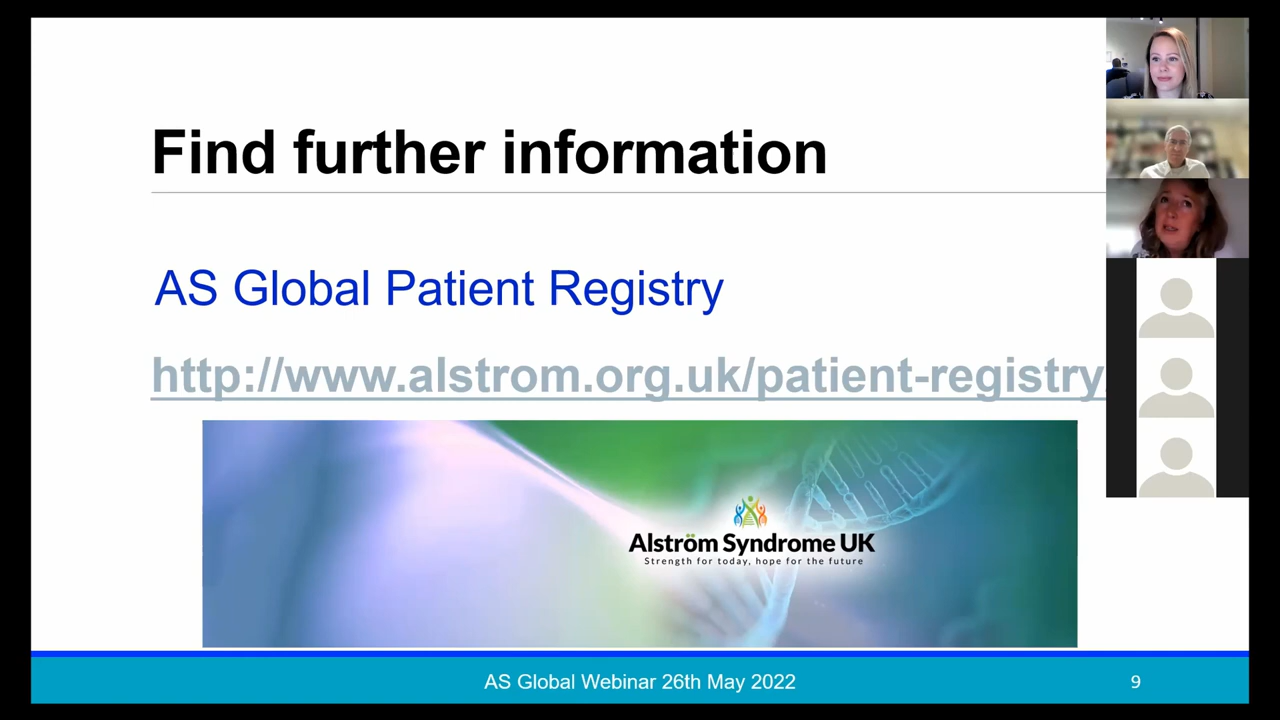 Find further information
AS Global Patient Registry
http://www.alstrom.org.uk/patient-registry
Alström Syndrome UK
Strength for today, hope for the future
AS Global Webinar 26th May 2022
9